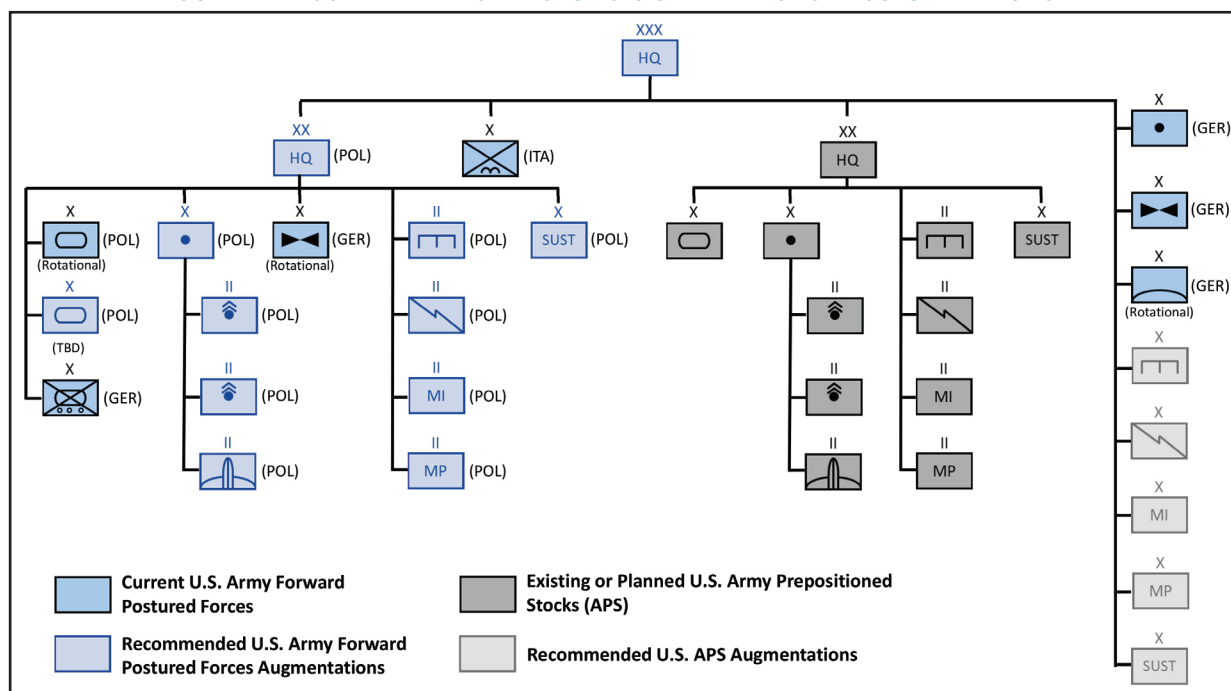 XXX
HQ
XX
HQ
(POL)
X
(ITA)
XX
HQ
X
(GER)
X
(GER)
X
(GER)
(Rotational)
X
X
X
MI
X
MP
X
SUST
X
(POL)
(Rotational)
X
(POL)
(TBD)
X
(GER)
X
(POL)
II
(POL)
II
(POL)
II
(POL)
X
(GER)
(Rotational)
II
(POL)
II
(POL)
II
MI
(POL)
II
MP
(POL)
X
SUST
(POL)
X
X
II
II
II
II
II
II
MI
II
MP
X
SUST
Current U.S. Army Forward
Postured Forces
Recommended U.S. Army Forward
Postured Forces Augmentations
Existing or Planned U.S. Army Prepositioned
Stocks (APS)
Recommended U.S. APS Augmentations